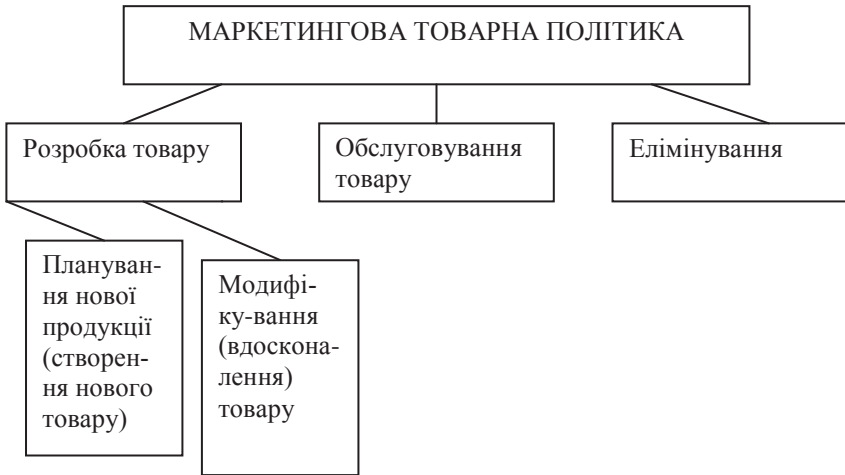 МАРКЕТИНГОВА ТОВАРНА ПОЛІТИКА
Розробка товару
Обслуговування
товару
Елімінування
Плануван-
ня нової
продукції
(створен-
ня нового
товару)
Модифі-
ку-вання
(вдоскона-
лення)
товару